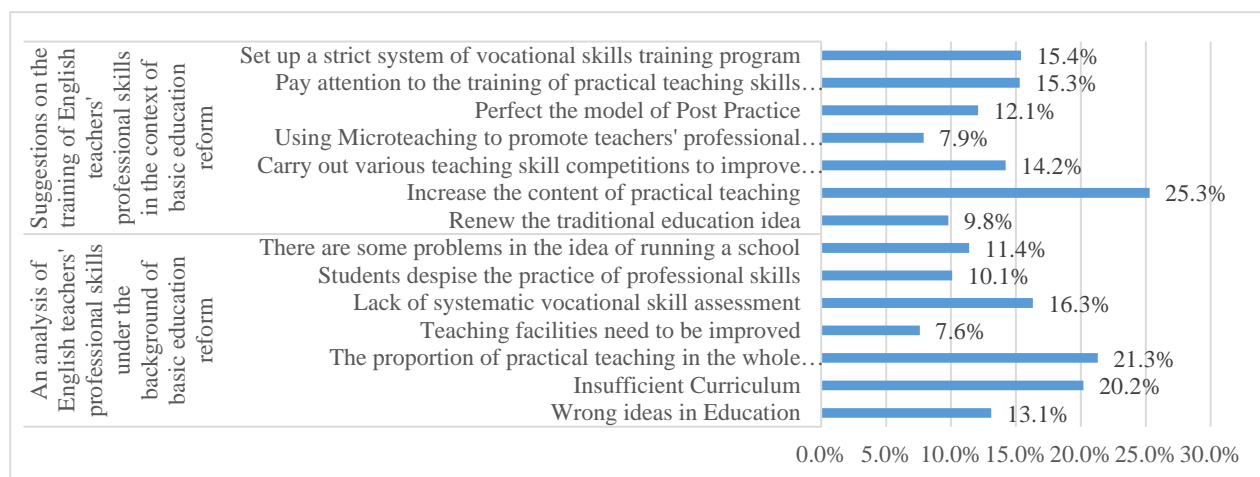 Suggestions on the
training of English
teachers'
professional skills
in the context of
basic education
reform
Set up a strict system of vocational skills training program
15.4%
Pay attention to the training of practical teaching skills…
15.3%
Perfect the model of Post Practice
12.1%
Using Microteaching to promote teachers' professional…
7.9%
Carry out various teaching skill competitions to improve…
14.2%
Increase the content of practical teaching
25.3%
Renew the traditional education idea
9.8%
An analysis of
English teachers'
professional skills
under the
background of
basic education
reform
There are some problems in the idea of running a school
11.4%
Students despise the practice of professional skills
10.1%
Lack of systematic vocational skill assessment
16.3%
Teaching facilities need to be improved
7.6%
The proportion of practical teaching in the whole…
21.3%
Insufficient Curriculum
20.2%
Wrong ideas in Education
13.1%
0.0% 5.0% 10.0% 15.0% 20.0% 25.0% 30.0%